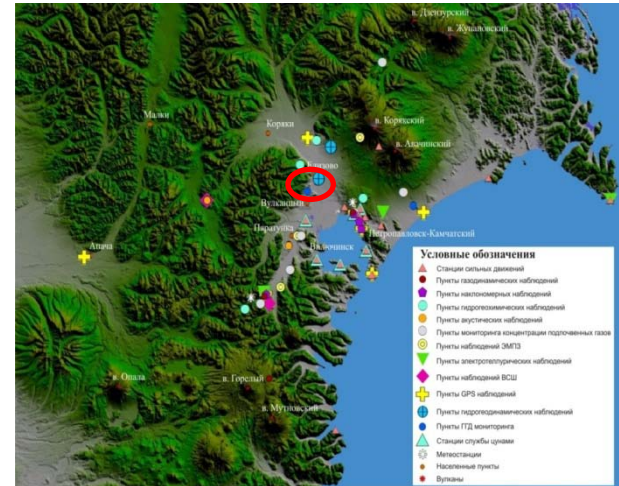 в. Дзензурский
в. Жупановский
Малки
Коряки
в. Корякский
в. Авачинский
Елизово
Вулканный
Паратунка
Петропавловск-Камчатский
Апача
Вилючинск
в. Опала
в. Горелый
в. Мутновский
Условные обозначения
Станции сильных движений
Пункты газодинамических наблюдений
Пункты наклономерных наблюдений
Пункты гидрогеохимических наблюдений
Пункты акустических наблюдений
Пункты мониторинга концентрации подпочвенных газов
Пункты наблюдений ЭМПЗ
Пункты электротеллурических наблюдений
Пункты наблюдений ВСШ
Пункты GPS наблюдений
Пункты гидрогеодинамических наблюдений
Пункты ГГД мониторинга
Станции службы цунами
Метеостанции
Населенные пункты
Вулканы